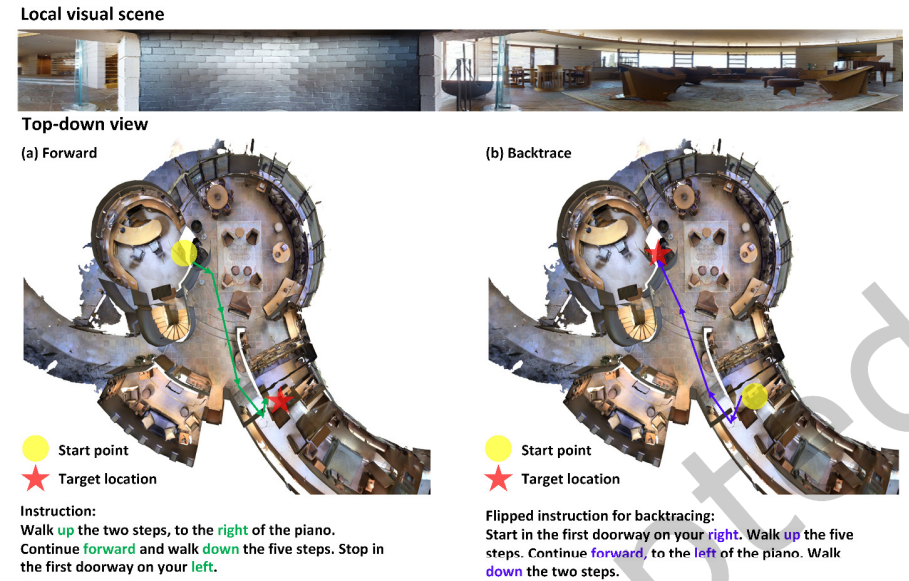 Local visual scene
Top-down view
(a) Forward
(b) Backtrace
Start point
Target location
Start point
Target location
Instruction:
Walk up the two steps, to the right of the piano.
Continue forward and walk down the five steps. Stop in
the first doorway on your left.
Flipped instruction for backtracing:
Start in the first doorway on your right. Walk up the five
steps. Continue forward, to the left of the piano. Walk
down the two steps.